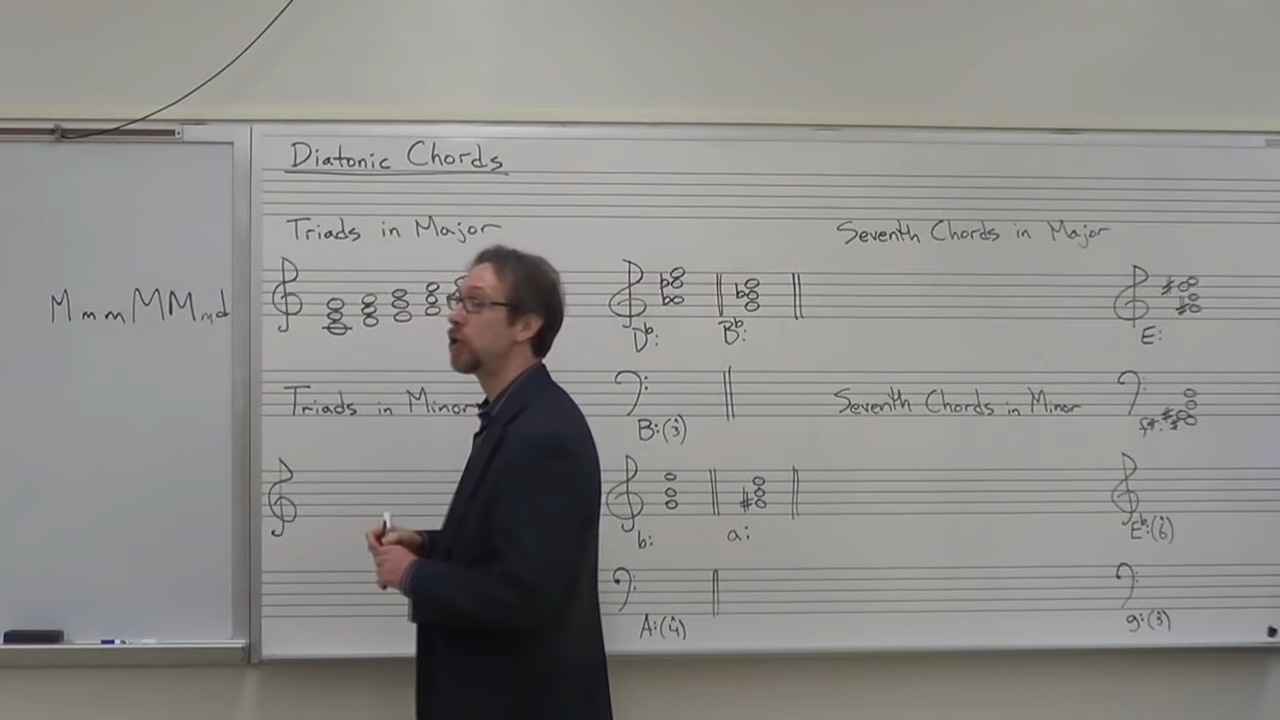 Diatonic Chords
Triads in Major
Seventh Chords in Major
M m m M M m d
D♭:
B♭:
E:
Triads in Minor
Seventh Chords in Minor
B:(3̂)
f#:
b:
a:
E♭:(6̂)
A:(4̂)
g:(3̂)